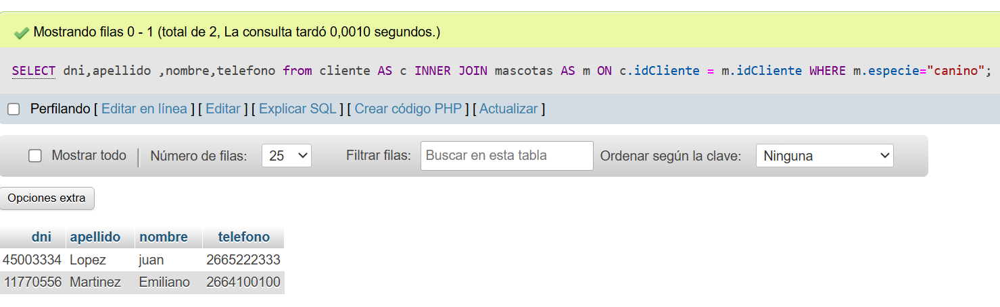 Mostrando filas 0 - 1 (total de 2, La consulta tardó 0,0010 segundos.)
SELECT dni,apellido ,nombre,telefono from cliente AS c INNER JOIN mascotas AS m ON c.idCliente = m.idCliente WHERE m.especie="canino";
Perfilando [ Editar en línea ] [ Editar ] [ Explicar SQL ] [ Crear código PHP ] [ Actualizar ]
Mostrar todo | Número de filas: 25 Filtrar filas: Buscar en esta tabla Ordenar según la clave: Ninguna
Opciones extra
dni apellido nombre telefono
45003334 Lopez juan 2665222333
11770556 Martinez Emiliano 2664100100